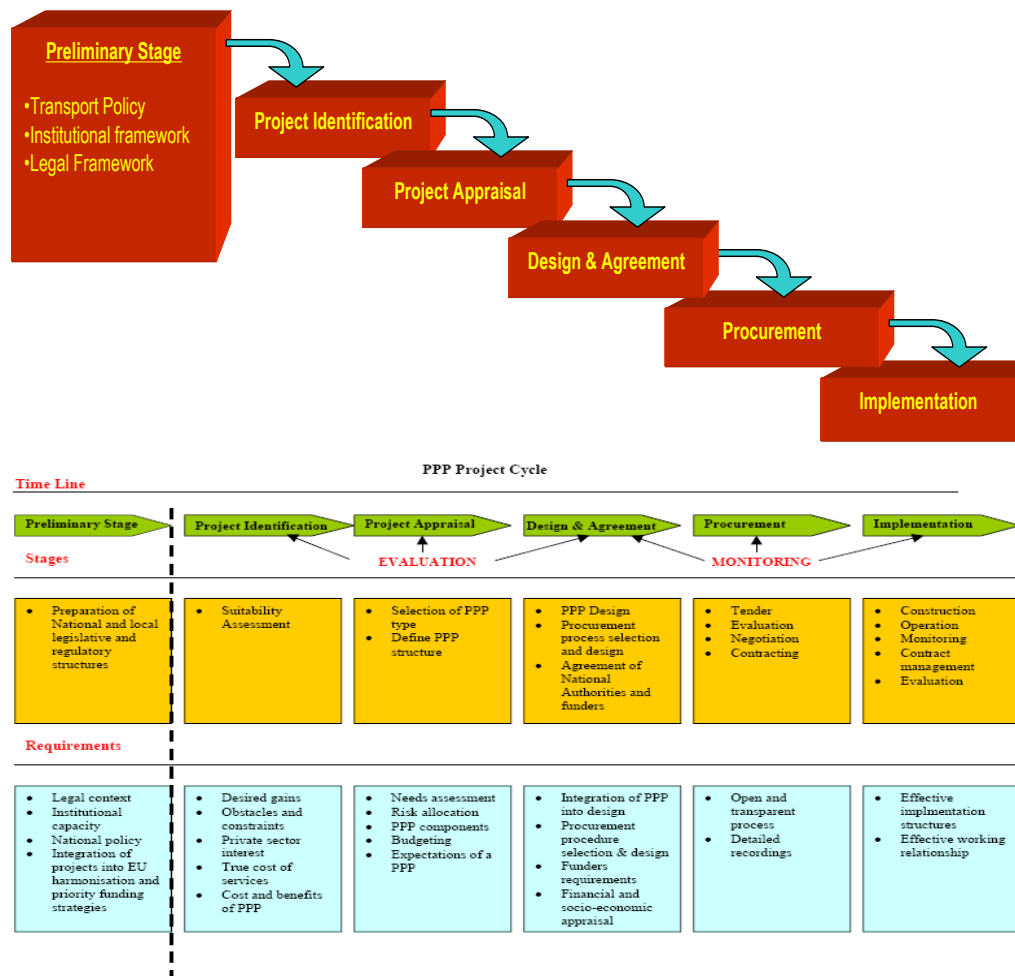 Preliminary Stage
•Transport Policy
•Institutional framework
•Legal Framework
Project Identification
Project Appraisal
Design & Agreement
Procurement
Implementation
PPP Project Cycle
Time Line
Preliminary Stage
Project Identification
Project Appraisal
Design & Agreement
Procurement
Implementation
Stages
EVALUATION
MONITORING
• Preparation of
National and local
legislative and
regulatory
structures
• Suitability
Assessment
• Selection of PPP
type
• Define PPP
structure
• PPP Design
• Procurement
process selection
and design
• Agreement of
National
Authorities and
funders
• Tender
• Evaluation
• Negotiation
• Contracting
• Construction
• Operation
• Monitoring
• Contract
management
• Evaluation
Requirements
• Legal context
• Institutional
capacity
• National policy
• Integration of
projects into EU
harmonisation and
priority funding
strategies
• Desired gains
• Obstacles and
constraints
• Private sector
interest
• True cost of
services
• Cost and benefits
of PPP
• Needs assessment
• Risk allocation
• PPP components
• Budgeting
• Expectations of a
PPP
• Integration of PPP
into design
• Procurement
procedure
selection & design
• Funders
requirements
• Financial and
socio-economic
appraisal
• Open and
transparent
process
• Detailed
recordings
• Effective
implmentation
structures
• Effective working
relationship